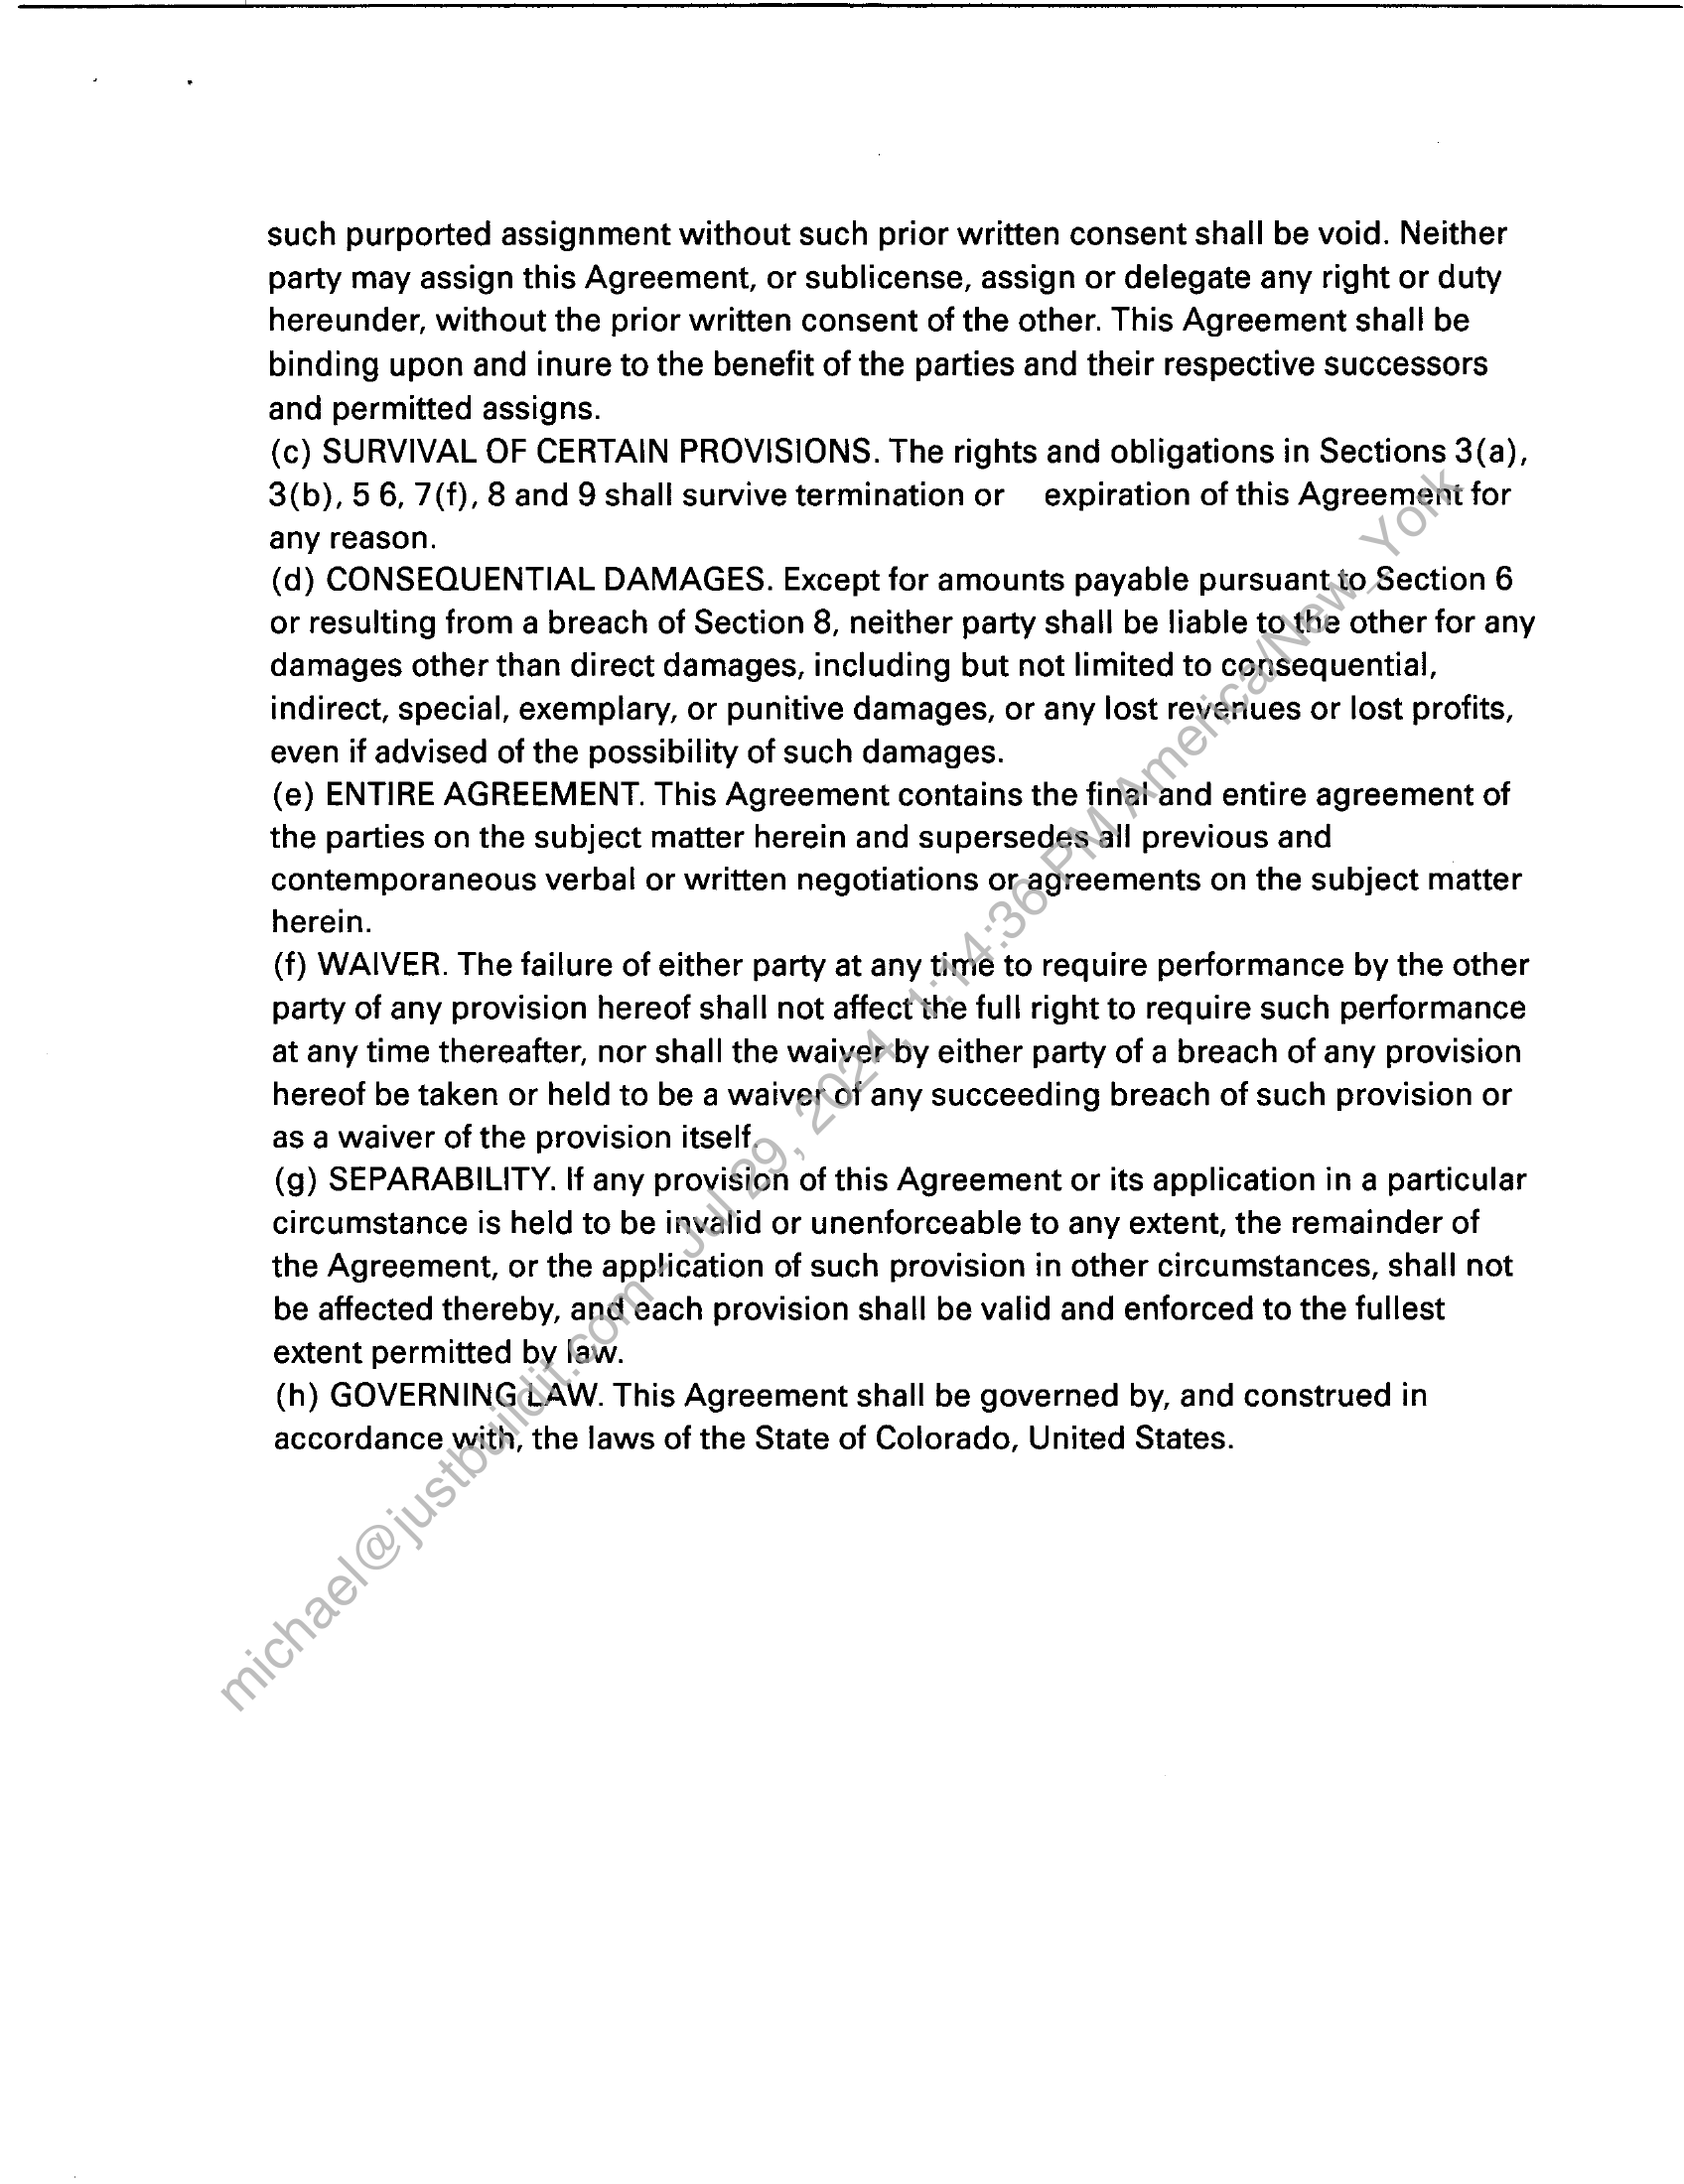 such purported assignment without such prior written consent shall be void. Neither
party may assign this Agreement, or sublicense, assign or delegate any right or duty
hereunder, without the prior written consent of the other. This Agreement shall be
binding upon and inure to the benefit of the parties and their respective successors
and permitted assigns.
(c) SURVIVAL OF CERTAIN PROVISIONS. The rights and obligations in Sections 3(a),
3(b), 5 6, 7(f), 8 and 9 shall survive termination or expiration of this Agreement for
any reason.
(d) CONSEQUENTIAL DAMAGES. Except for amounts payable pursuant to Section 6
or resulting from a breach of Section 8, neither party shall be liable to the other for any
damages other than direct damages, including but not limited to consequential,
indirect, special, exemplary, or punitive damages, or any lost revenues or lost profits,
even if advised of the possibility of such damages.
(e) ENTIRE AGREEMENT. This Agreement contains the final and entire agreement of
the parties on the subject matter herein and supersedes all previous and
contemporaneous verbal or written negotiations or agreements on the subject matter
herein.
(f) WAIVER. The failure of either party at any time to require performance by the other
party of any provision hereof shall not affect the full right to require such performance
at any time thereafter, nor shall the waiver by either party of a breach of any provision
hereof be taken or held to be a waiver of any succeeding breach of such provision or
as a waiver of the provision itself.
(g) SEPARABILITY. If any provision of this Agreement or its application in a particular
circumstance is held to be invalid or unenforceable to any extent, the remainder of
the Agreement, or the application of such provision in other circumstances, shall not
be affected thereby, and each provision shall be valid and enforced to the fullest
extent permitted by law.
(h) GOVERNING LAW. This Agreement shall be governed by, and construed in
accordance with, the laws of the State of Colorado, United States.
michael@justbuildit.com - Jul 29, 2024, 1:14:36 PM America/New_York